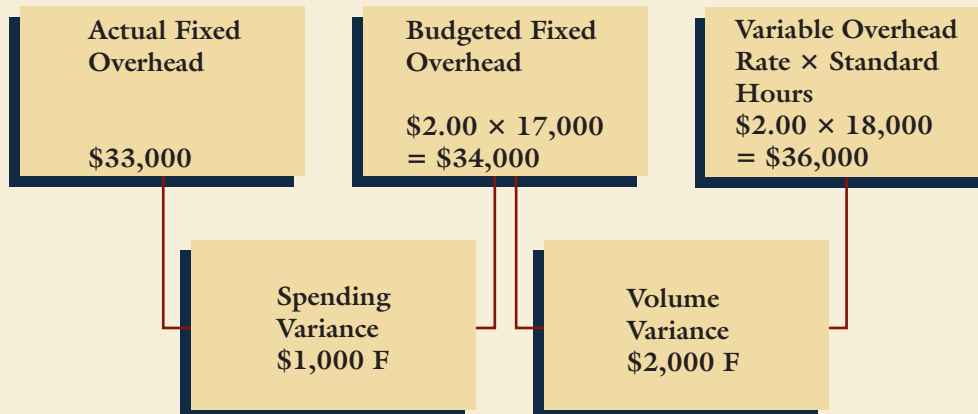 Actual Fixed
Overhead
$33,000
Budgeted Fixed
Overhead
$2.00 × 17,000
= $34,000
Variable Overhead
Rate × Standard
Hours
$2.00 × 18,000
= $36,000
Spending
Variance
$1,000 F
Volume
Variance
$2,000 F